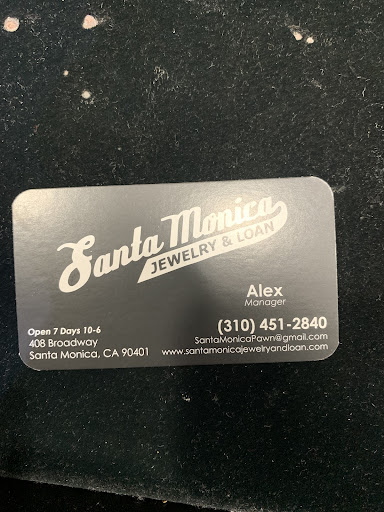 Santa Monica
JEWELRY & LOAN
Alex
Manager
Open 7 Days 10-6
408 Broadway
Santa Monica, CA 90401
(310) 451-2840
SantaMonicaPawn@gmail.com
www.santamonicajewelryandloan.com